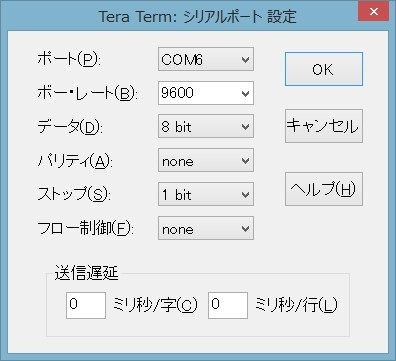 Tera Term: シリアルポート 設定
ポート(P): COM6
OK
ボー・レート(B): 9600
データ(D): 8 bit
キャンセル
パリティ(A): none
ストップ(S): 1 bit
ヘルプ(H)
フロー制御(F): none
送信遅延
0 ミリ秒/字(C) 0 ミリ秒/行(L)